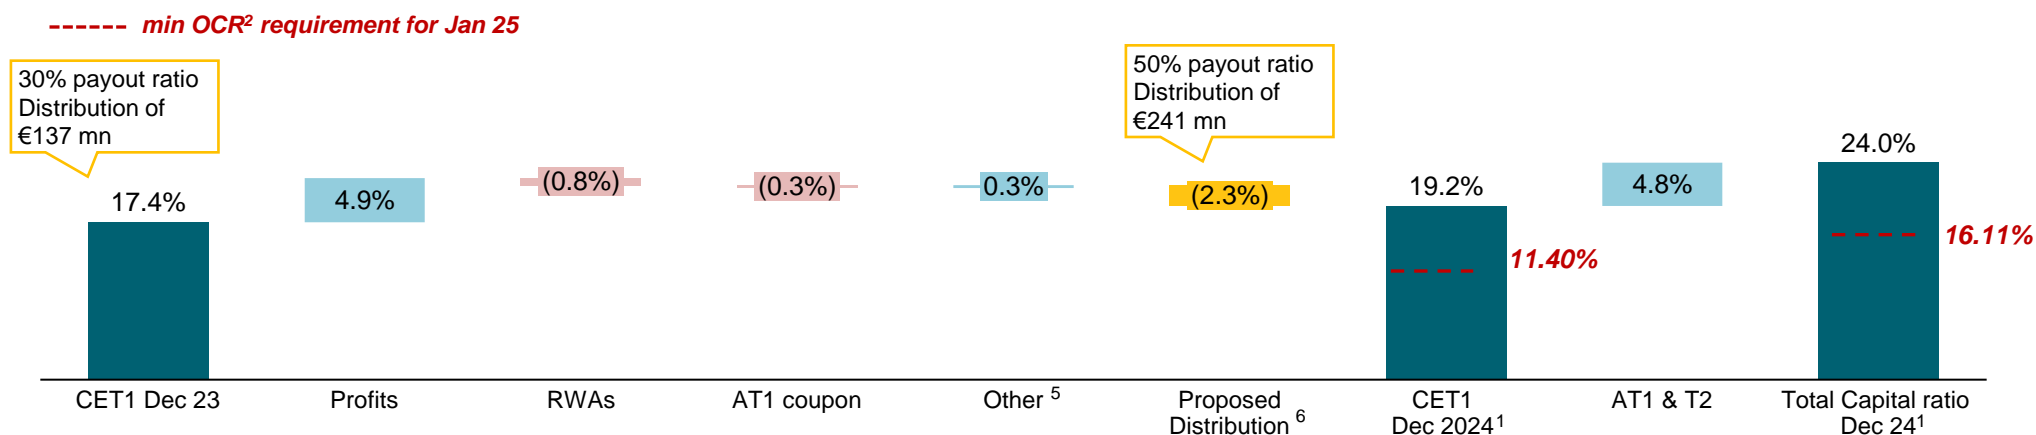 min OCR² requirement for Jan 25
30% payout ratio
Distribution of
€137 mn
50% payout ratio
Distribution of
€241 mn
17.4%
4.9%
(0.8%)
(0.3%)
0.3%
(2.3%)
19.2%
11.40%
4.8%
24.0%
16.11%
CET1 Dec 23
Profits
RWAs
AT1 coupon
Other ⁵
Proposed
Distribution ⁶
CET1
Dec 2024¹
AT1 & T2
Total Capital ratio
Dec 24¹